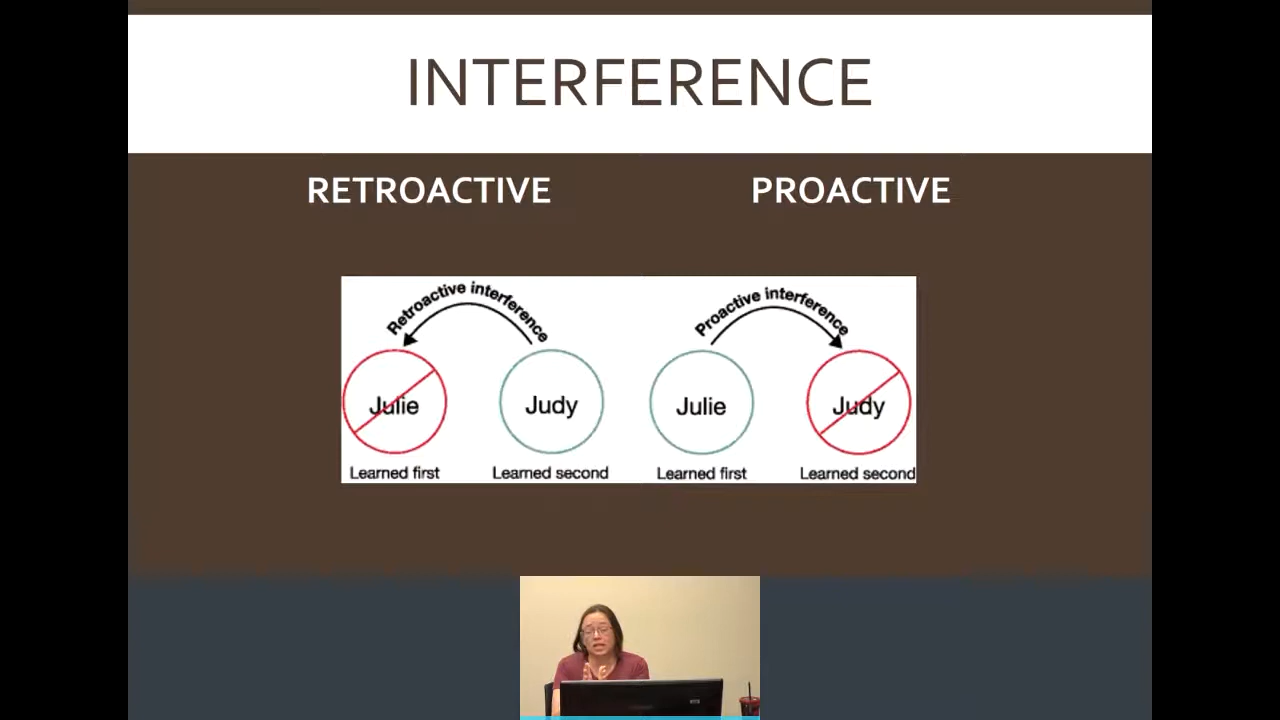 INTERFERENCE
RETROACTIVE
PROACTIVE
Retroactive interference
Proactive interference
Julie
Judy
Julie
Judy
Learned first
Learned second
Learned first
Learned second